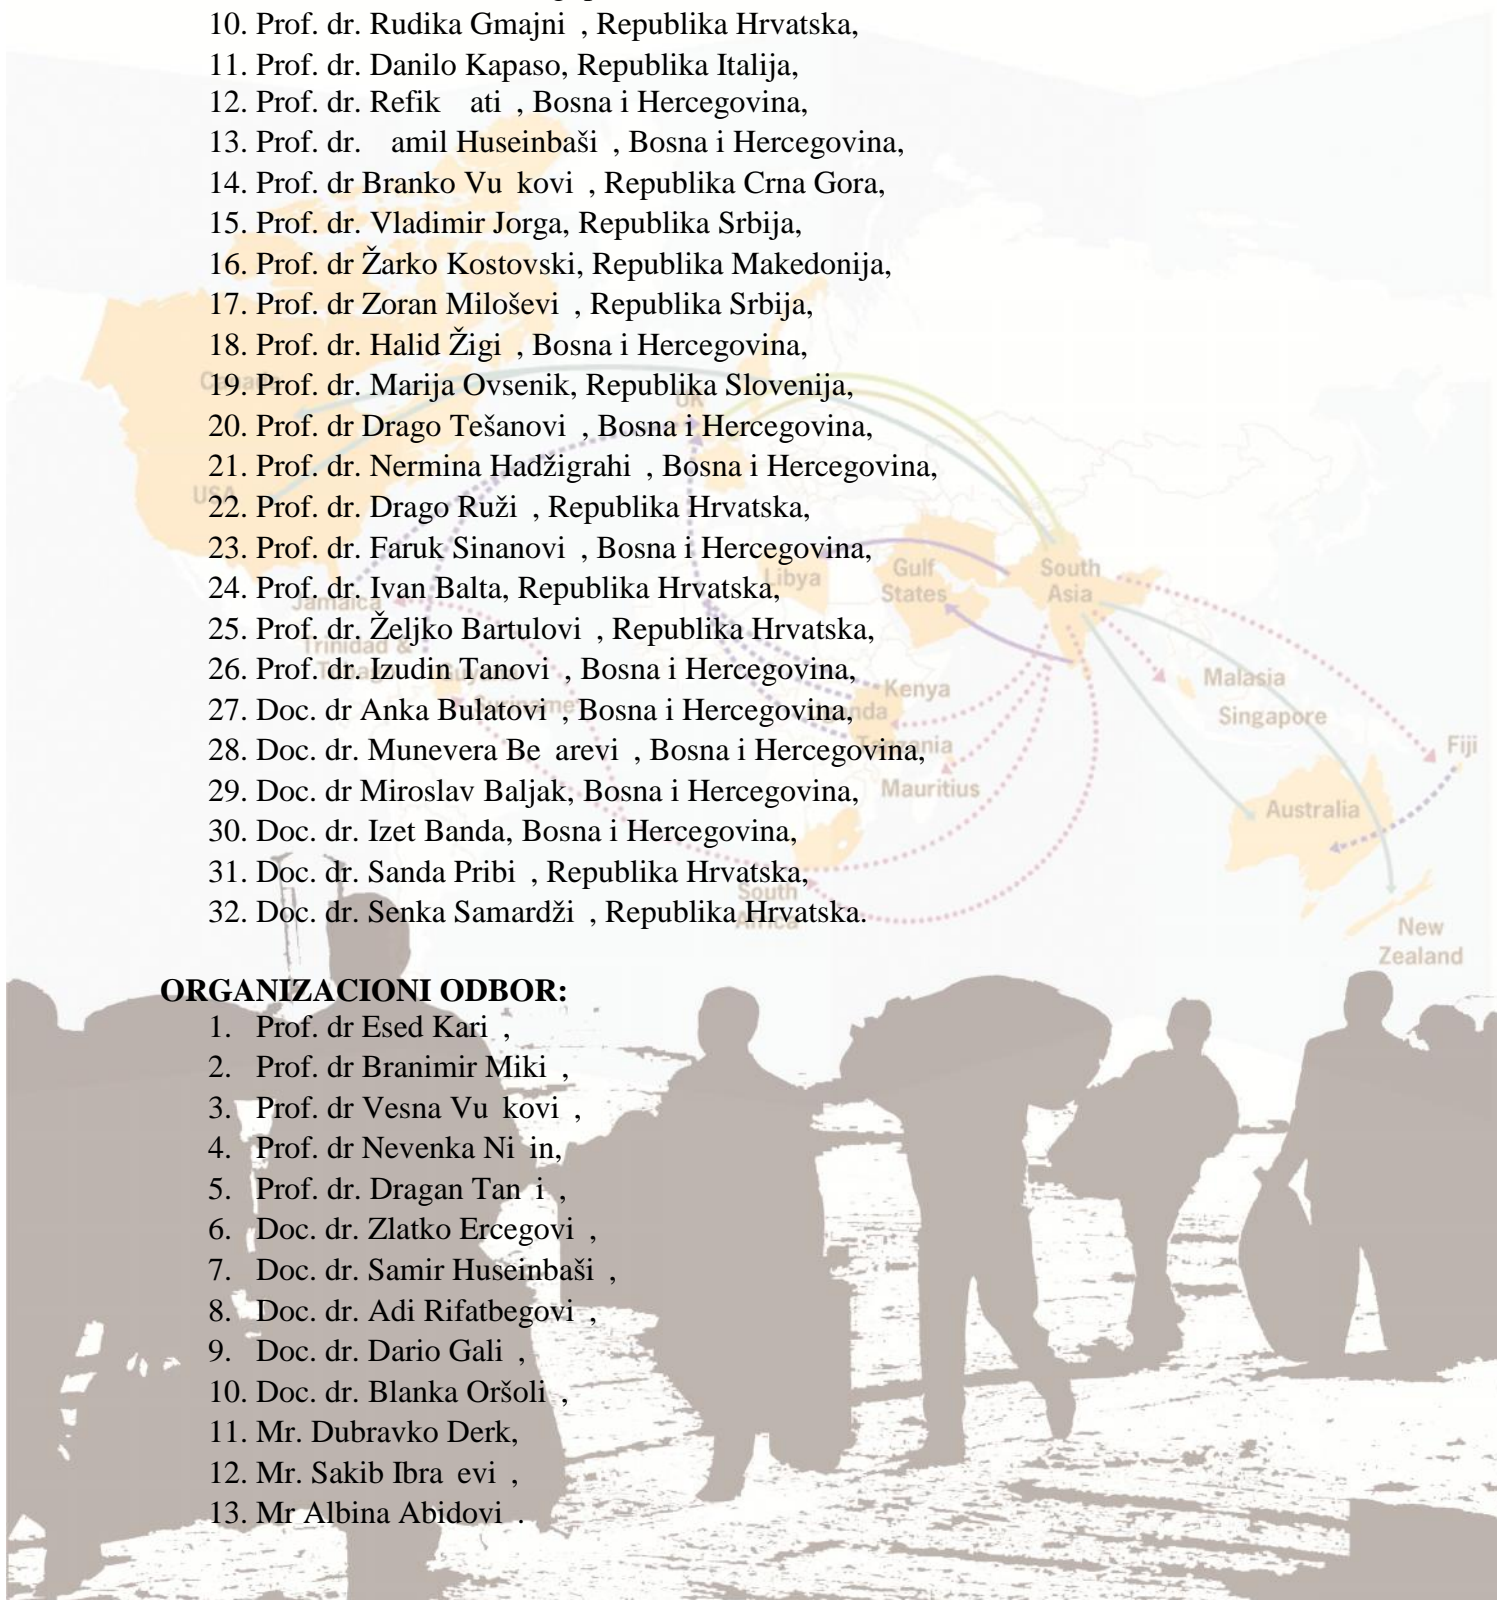 10. Prof. dr. Rudika Gmajni , Republika Hrvatska,
11. Prof. dr. Danilo Kapaso, Republika Italija,
12. Prof. dr. Refik ati , Bosna i Hercegovina,
13. Prof. dr. amil Huseinbaši , Bosna i Hercegovina,
14. Prof. dr Branko Vu kovi , Republika Crna Gora,
15. Prof. dr. Vladimir Jorga, Republika Srbija,
16. Prof. dr Žarko Kostovski, Republika Makedonija,
17. Prof. dr Zoran Miloševi , Republika Srbija,
18. Prof. dr. Halid Žigi , Bosna i Hercegovina,
Canada
19. Prof. dr. Marija Ovsenik, Republika Slovenija,
UK
20. Prof. dr Drago Tešanovi , Bosna i Hercegovina,
21. Prof. dr. Nermina Hadžigrahi , Bosna i Hercegovina,
USA
22. Prof. dr. Drago Ruži , Republika Hrvatska,
23. Prof. dr. Faruk Sinanovi , Bosna i Hercegovina,
Libya
Gulf
States
South
Asia
24. Prof. dr. Ivan Balta, Republika Hrvatska,
Jamaica
25. Prof. dr. Željko Bartulovi , Republika Hrvatska,
Trinidad &
Tobago
26. Prof. dr. Izudin Tanovi , Bosna i Hercegovina,
Guyana
Kenya
Malasia
Suriname
Uganda
27. Doc. dr Anka Bulatovi , Bosna i Hercegovina,
Singapore
28. Doc. dr. Munevera Be arevi , Bosna i Hercegovina,
Tanzania
Fiji
29. Doc. dr Miroslav Baljak, Bosna i Hercegovina,
Mauritius
Australia
30. Doc. dr. Izet Banda, Bosna i Hercegovina,
31. Doc. dr. Sanda Pribi , Republika Hrvatska,
South
Africa
32. Doc. dr. Senka Samardži , Republika Hrvatska.
New
Zealand
ORGANIZACIONI ODBOR:
1. Prof. dr Esed Kari ,
2. Prof. dr Branimir Miki ,
3. Prof. dr Vesna Vu kovi ,
4. Prof. dr Nevenka Ni in,
5. Prof. dr. Dragan Tan i ,
6. Doc. dr. Zlatko Ercegovi ,
7. Doc. dr. Samir Huseinbaši ,
8. Doc. dr. Adi Rifatbegovi ,
9. Doc. dr. Dario Gali ,
10. Doc. dr. Blanka Oršoli ,
11. Mr. Dubravko Derk,
12. Mr. Sakib Ibra evi ,
13. Mr Albina Abidovi .